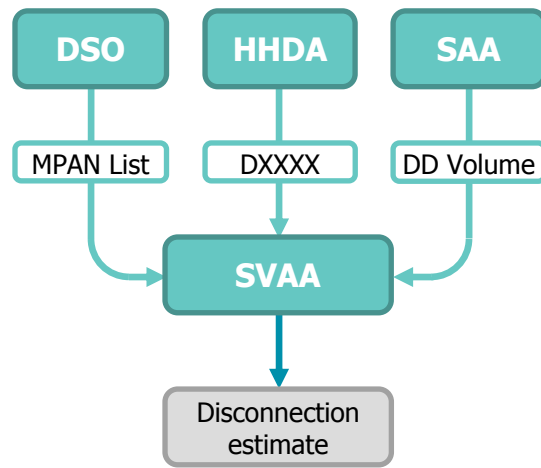 DSO
HHDA
SAA
MPAN List
DXXXX
DD Volume
SVAA
Disconnection
estimate